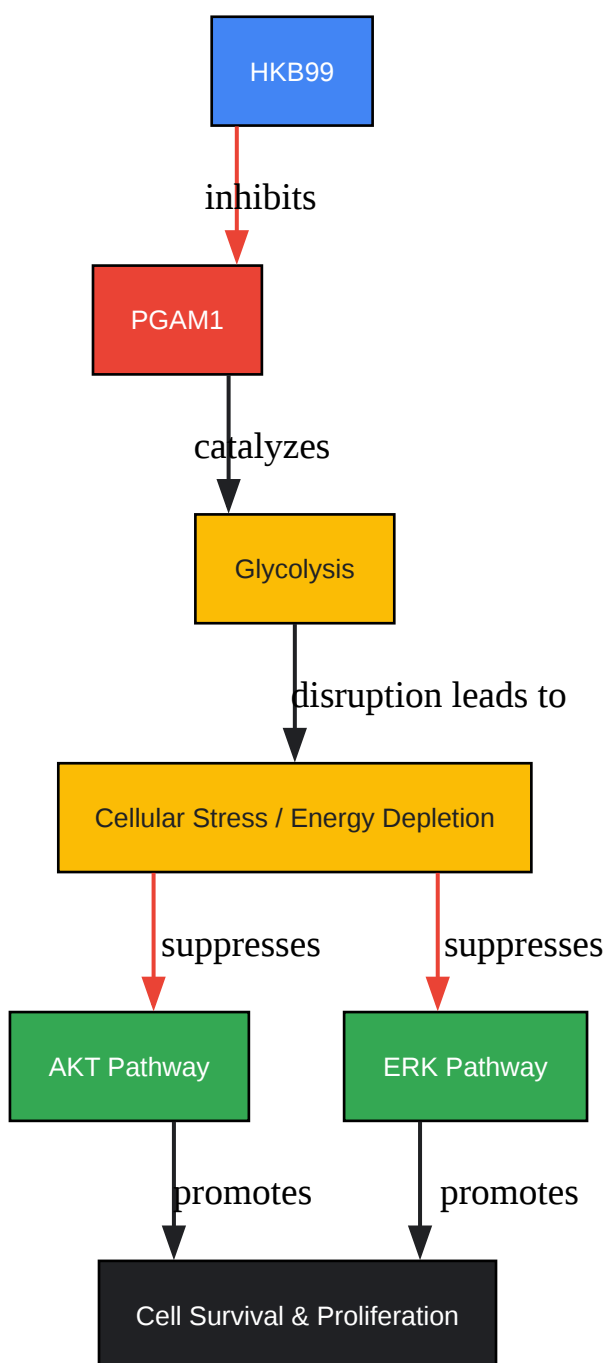 HKB99
inhibits
PGAM1
catalyzes
Glycolysis
disruption leads to
Cellular Stress / Energy Depletion
suppresses
suppresses
AKT Pathway
ERK Pathway
promotes
promotes
Cell Survival & Proliferation